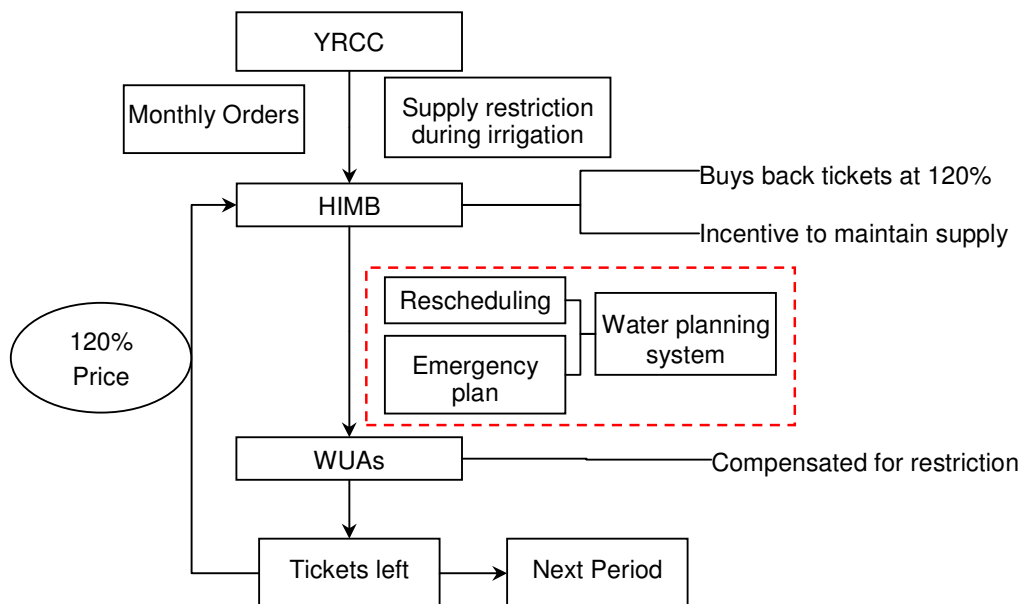 YRCC
Monthly Orders
Supply restriction
during irrigation
Buys back tickets at 120%
HIMB
Incentive to maintain supply
Rescheduling
Water planning
system
120%
Price
Emergency
plan
WUAs
Compensated for restriction
Tickets left
Next Period